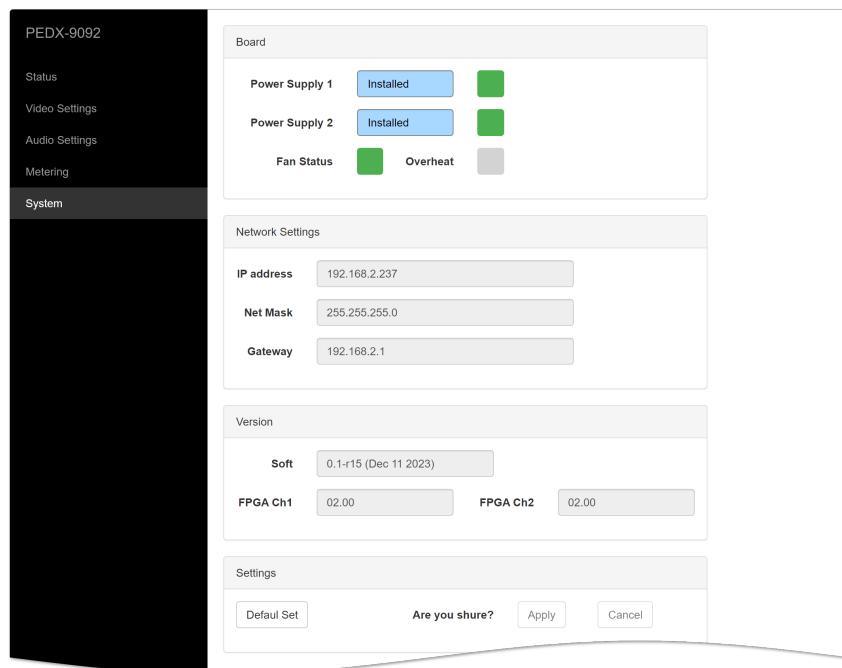 PEDX-9092
Status
Video Settings
Audio Settings
Metering
System
Board
Power Supply 1 Installed
Power Supply 2 Installed
Fan Status Overheat
Network Settings
IP address 192.168.2.237
Net Mask 255.255.255.0
Gateway 192.168.2.1
Version
Soft 0.1-r15 (Dec 11 2023)
FPGA Ch1 02.00 FPGA Ch2 02.00
Settings
Defaul Set Are you shure? Apply Cancel